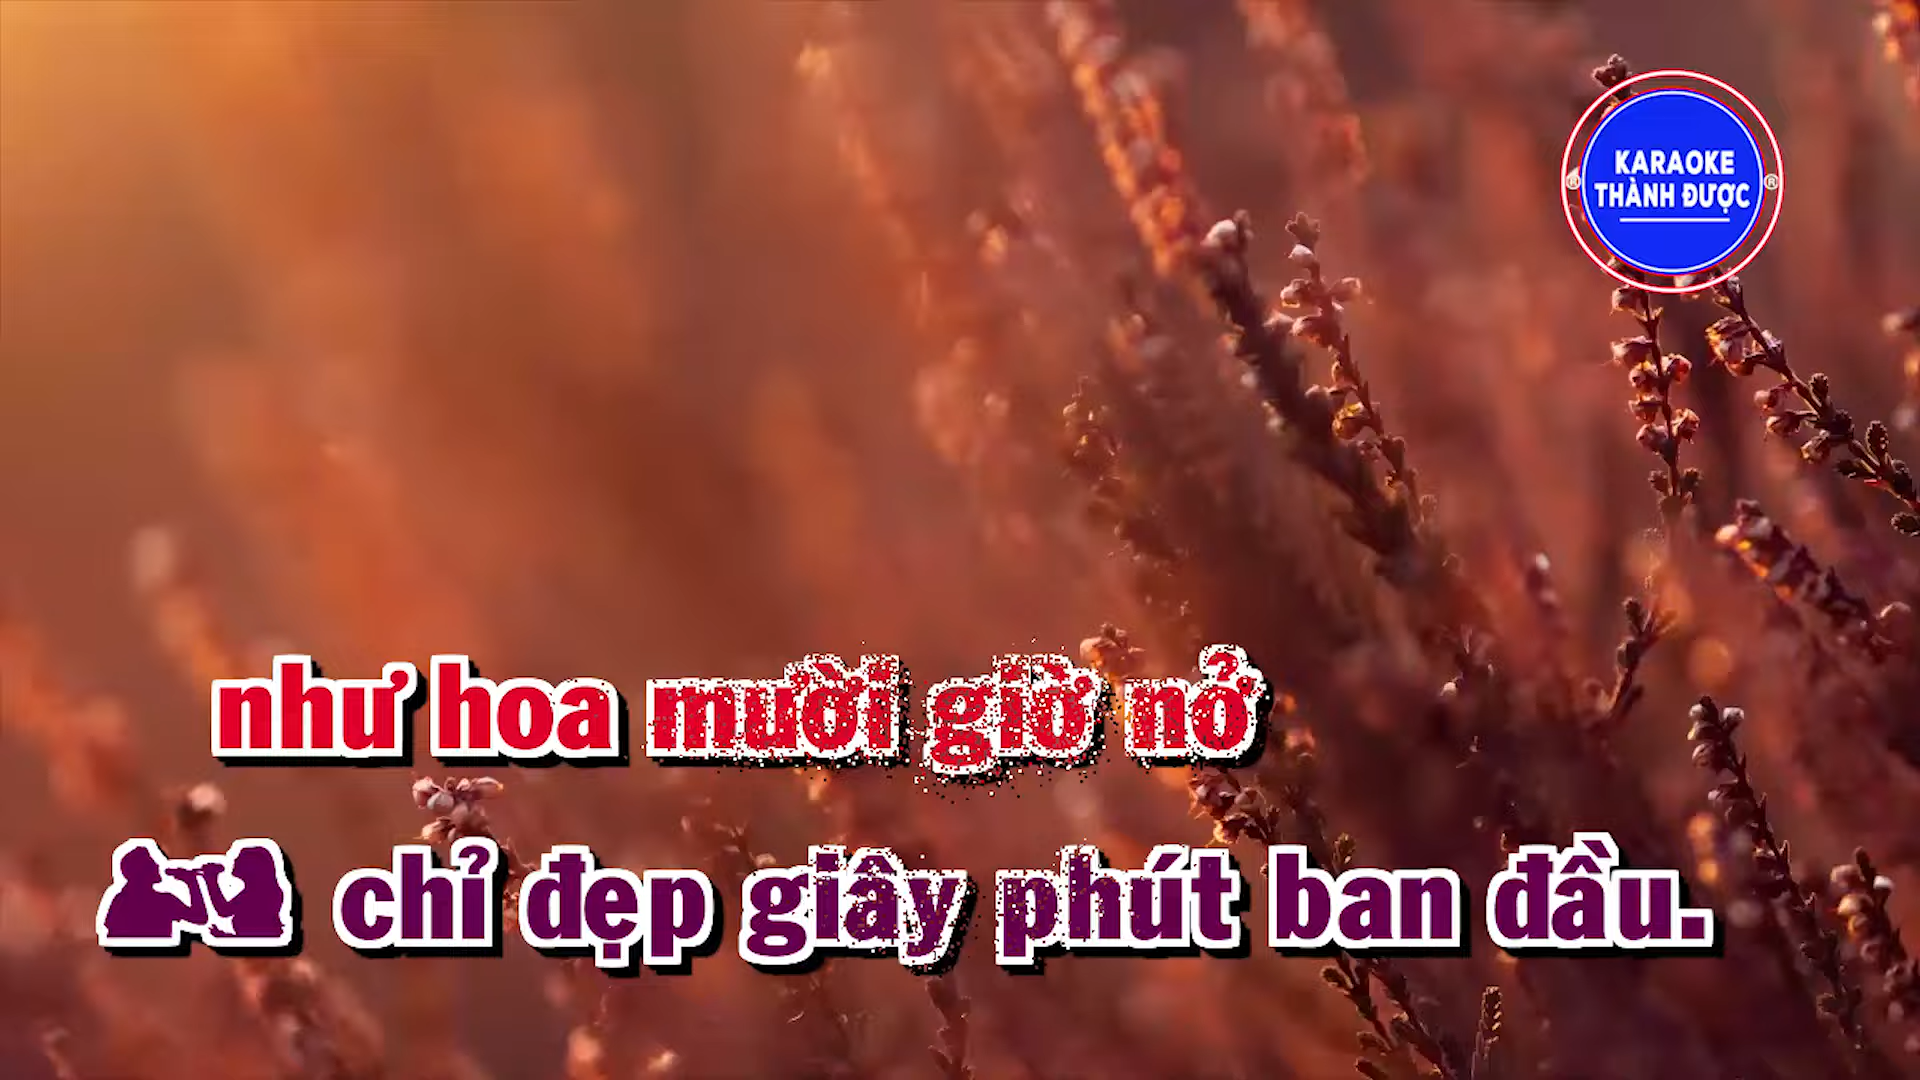 KARAOKE
THÀNH ĐƯỢC
như hoa mười giờ nở
chỉ đẹp giây phút ban đầu.